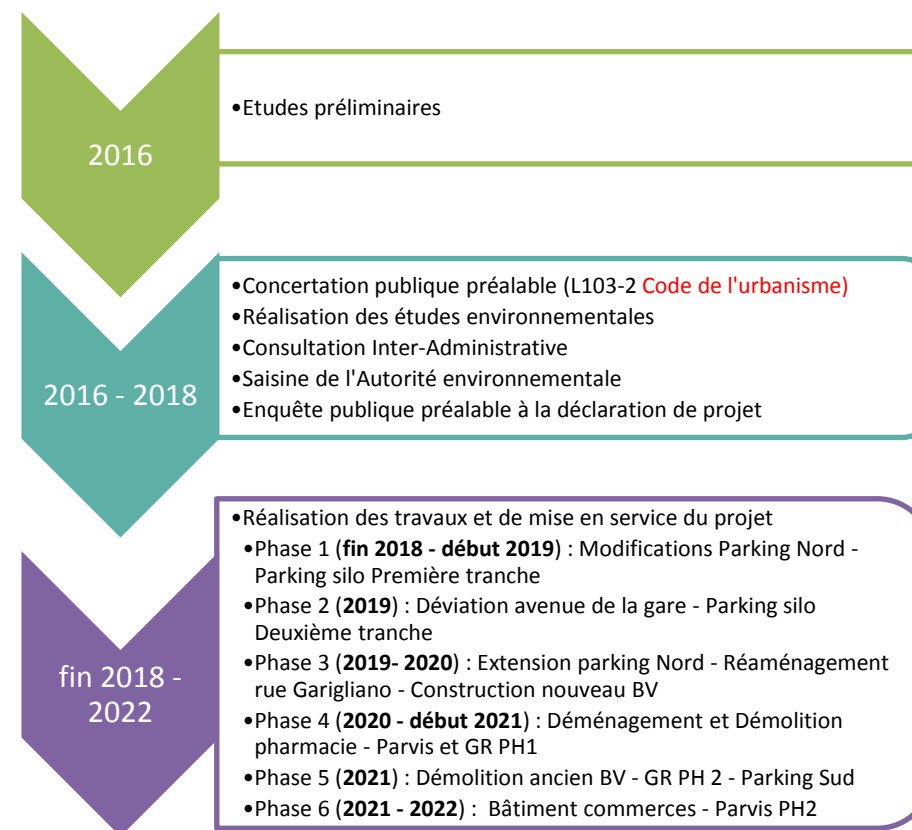 2016
•Etudes préliminaires
2016 - 2018
•Concertation publique préalable (L103-2 Code de l'urbanisme)
•Réalisation des études environnementales
•Consultation Inter-Administrative
•Saisine de l'Autorité environnementale
•Enquête publique préalable à la déclaration de projet
fin 2018 -
2022
•Réalisation des travaux et de mise en service du projet
•Phase 1 (fin 2018 - début 2019) : Modifications Parking Nord -
Parking silo Première tranche
•Phase 2 (2019) : Déviation avenue de la gare - Parking silo
Deuxième tranche
•Phase 3 (2019- 2020) : Extension parking Nord - Réaménagement
rue Garigliano - Construction nouveau BV
•Phase 4 (2020 - début 2021) : Déménagement et Démolition
pharmacie - Parvis et GR PH1
•Phase 5 (2021) : Démolition ancien BV - GR PH 2 - Parking Sud
•Phase 6 (2021 - 2022) : Bâtiment commerces - Parvis PH2